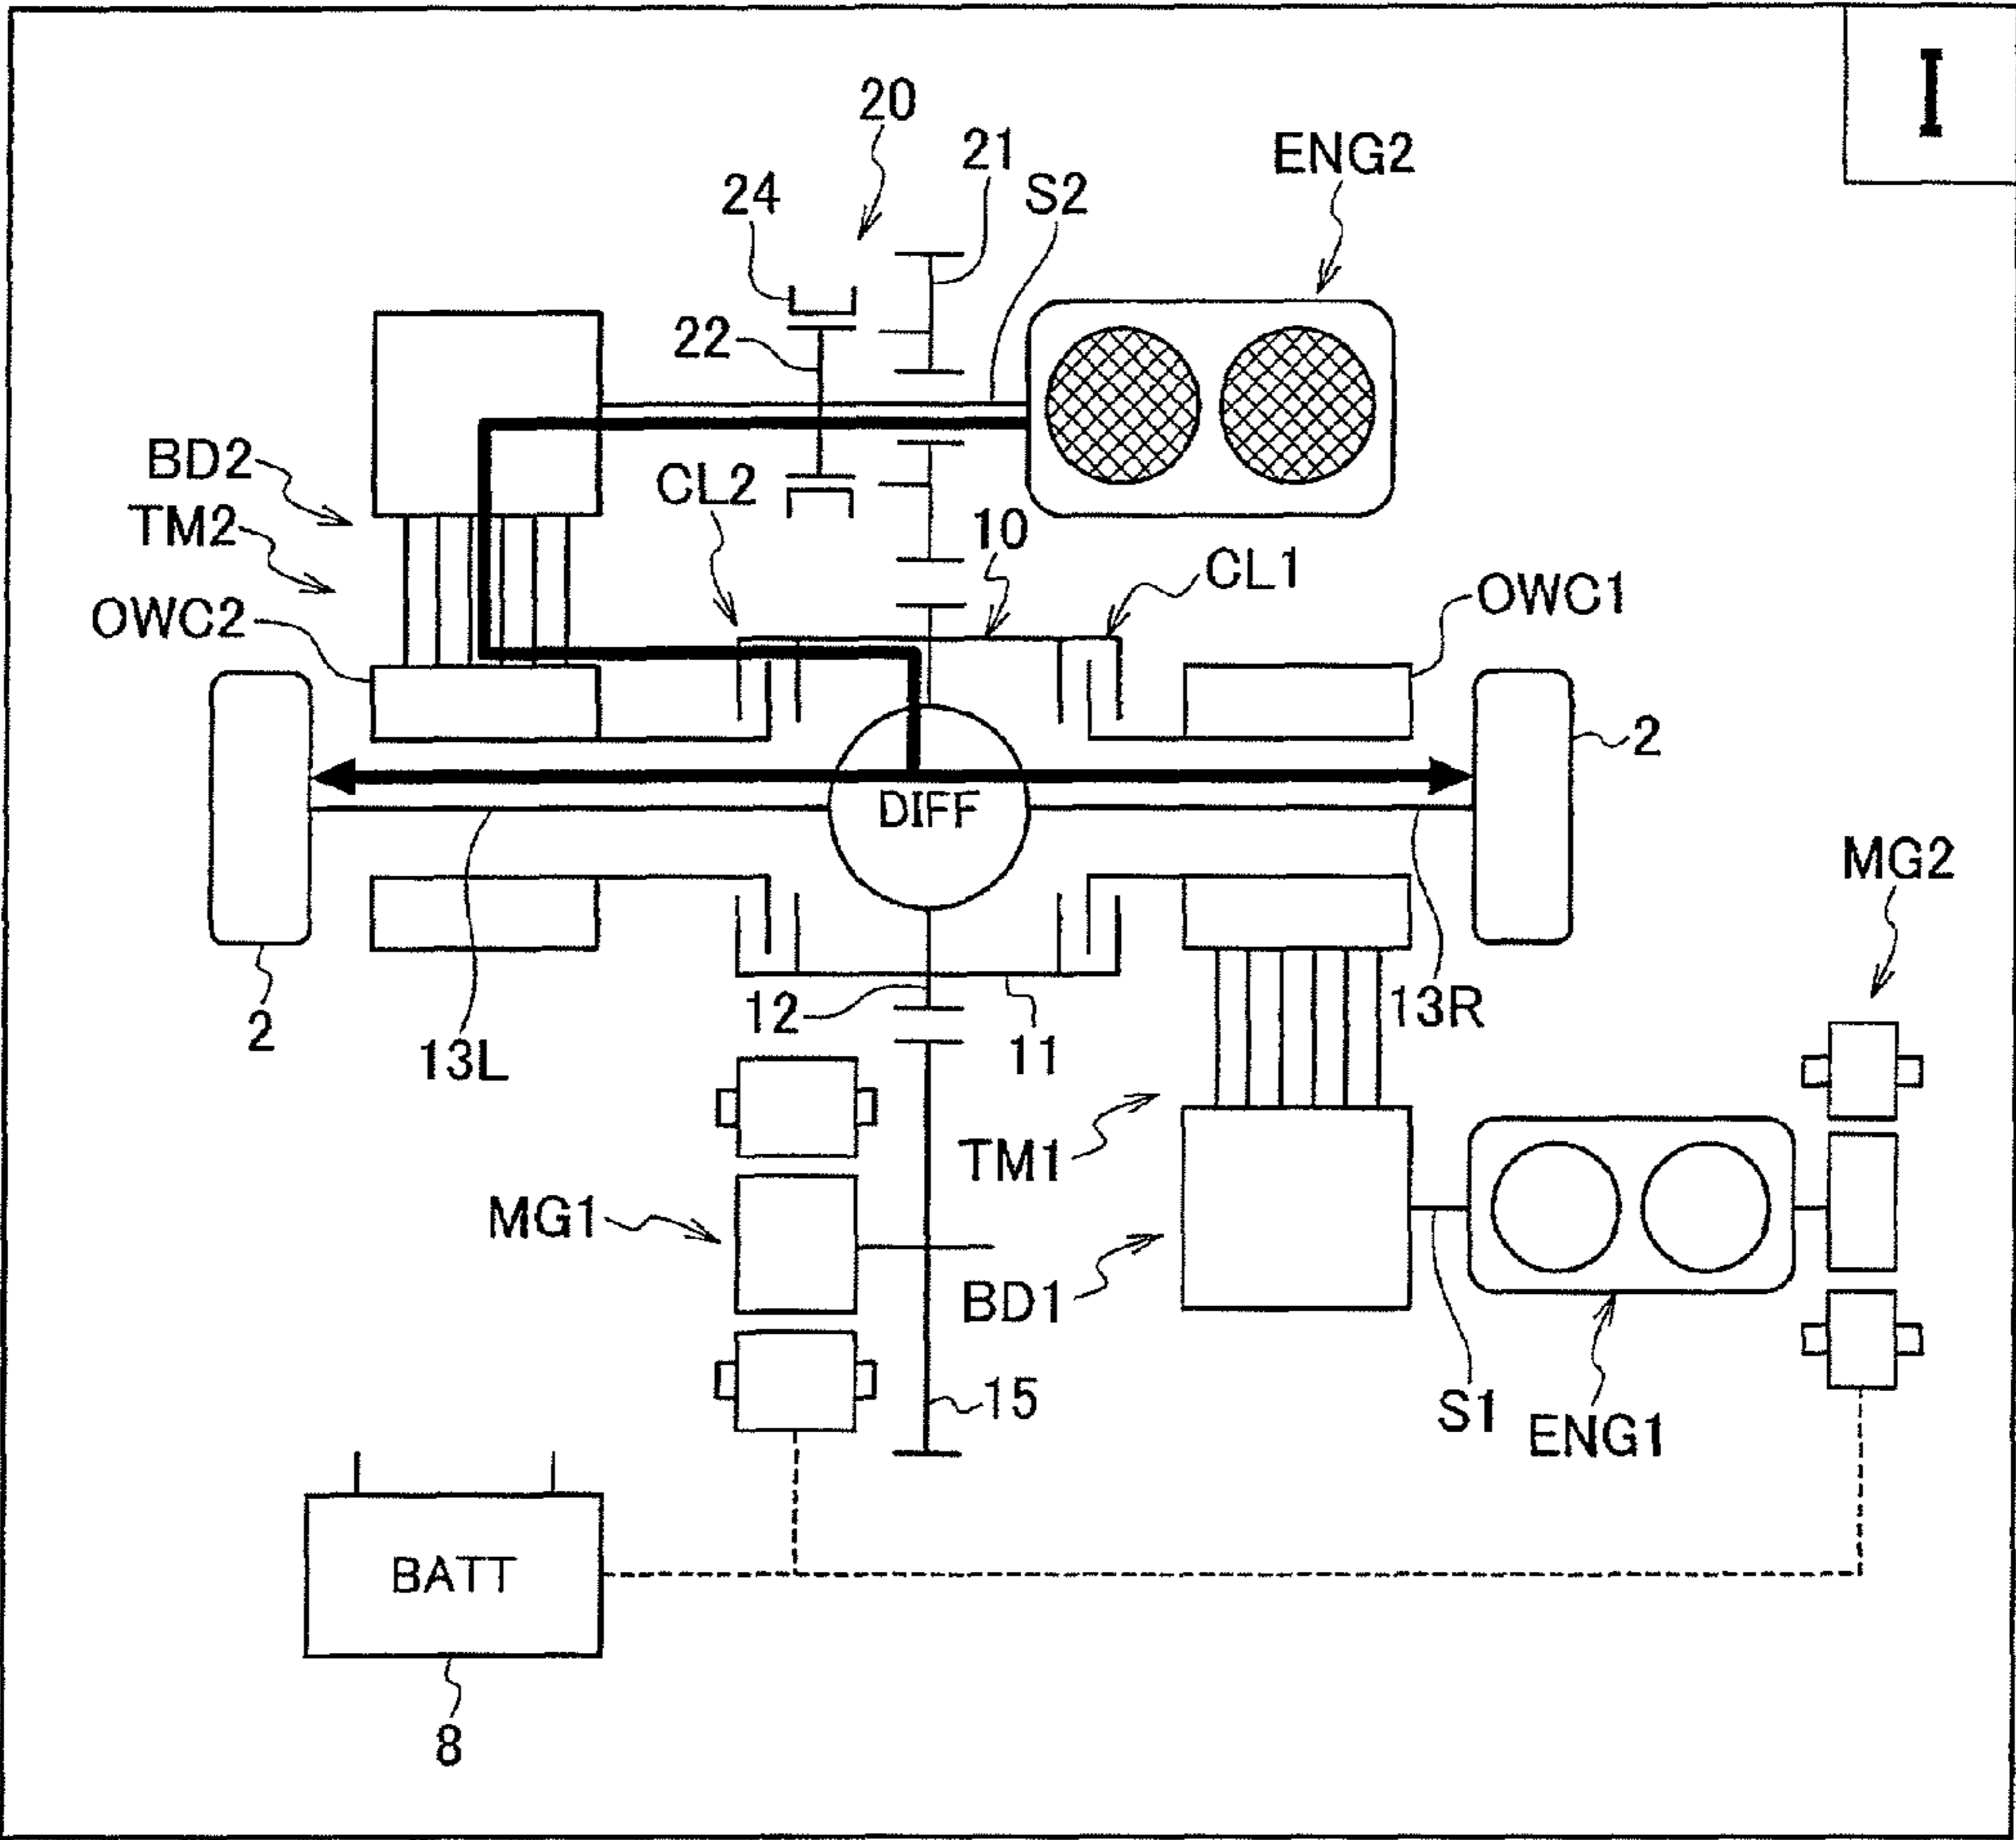 I
20
21
ENG2
24
S2
22
BD2
CL2
TM2
10
CL1
OWC2
OWC1
2
DIFF
MG2
12
13R
2
13L
11
TM1
MG1
BD1
15
S1
ENG1
BATT
8